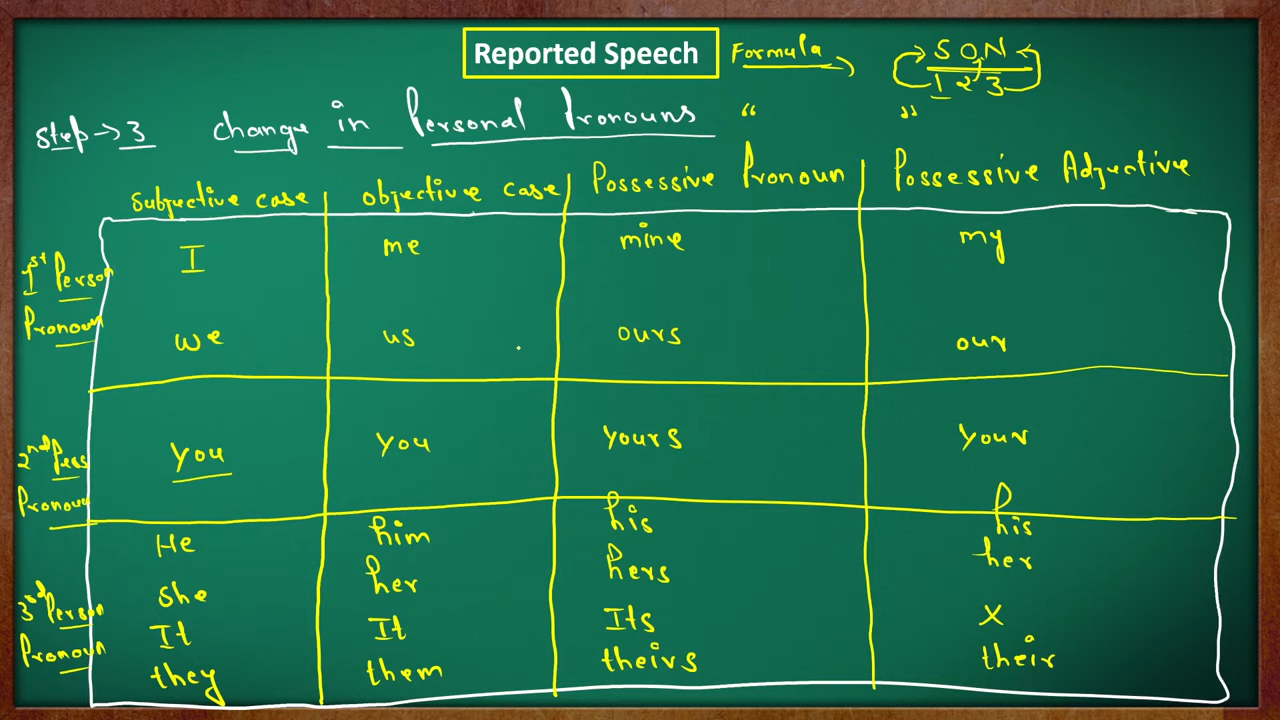 Reported Speech
Formula
S O N
1 2 3
Step → 3 change in Personal Pronouns “ ”
Subjective case objective case Possessive Pronoun Possessive Adjective
1st Person Pronoun
I me mine my
we us ours our
2nd Pers Pronoun
you you yours your
3rd Person Pronoun
He him his his
she her hers her
It It Its X
they them theirs their